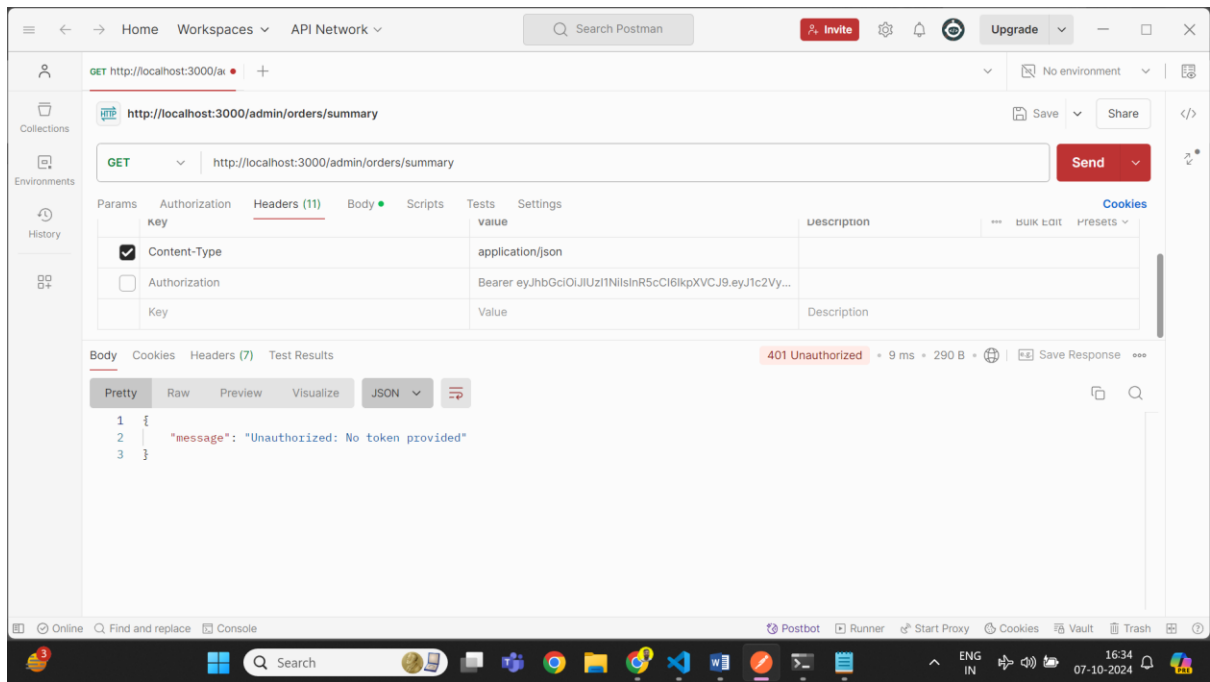 Home Workspaces API Network Search Postman Invite Upgrade
GET http://localhost:3000/ac No environment
HTTP http://localhost:3000/admin/orders/summary Save Share
Collections
GET http://localhost:3000/admin/orders/summary Send
Environments
Params Authorization Headers (11) Body Scripts Tests Settings Cookies
History
Key Value Description Bulk Edit Presets
Content-Type application/json
Authorization
Key Value Description
Body Cookies Headers (7) Test Results 401 Unauthorized 9 ms 290 B Save Response
Pretty Raw Preview Visualize JSON
1 {
2 "message": "Unauthorized: No token provided"
3 }
Online Find and replace Console Postbot Runner Start Proxy Cookies Vault Trash
3 Search ENG IN 16:34 07-10-2024 PRE